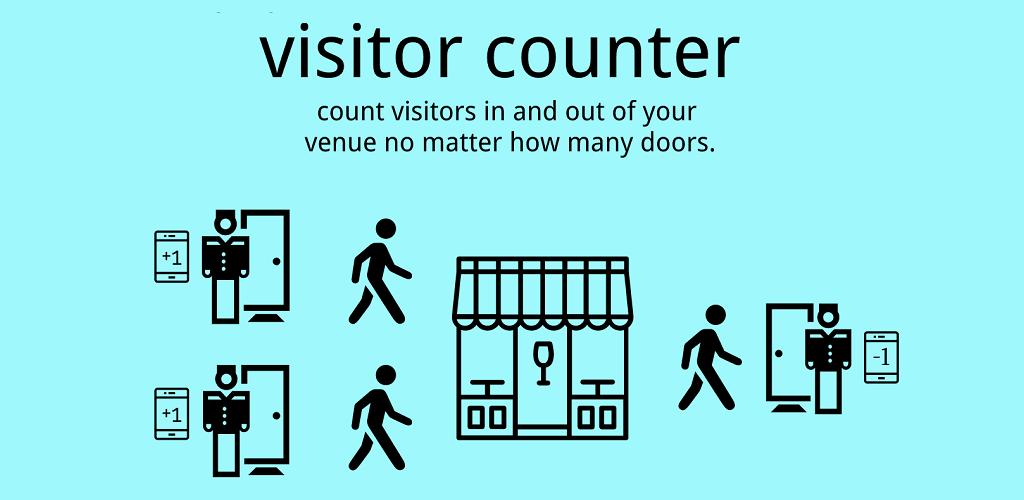 visitor counter
count visitors in and out of your
venue no matter how many doors.
+1
+1
-1